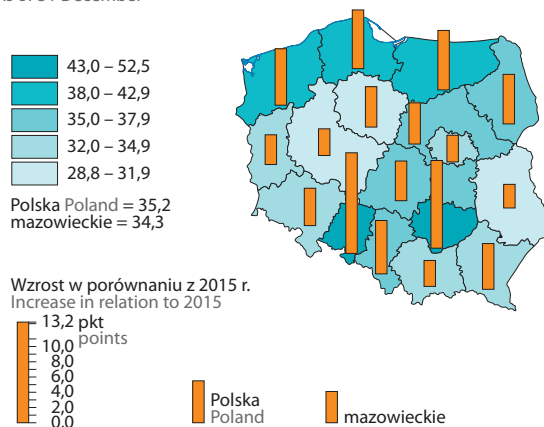 43,0 – 52,5
38,0 – 42,9
35,0 – 37,9
32,0 – 34,9
28,8 – 31,9
Polska Poland = 35,2
mazowieckie = 34,3
Wzrost w porównaniu z 2015 r.
Increase in relation to 2015
13,2 pkt
points
10,0
8,0
6,0
4,0
2,0
0,0
Polska
Poland
mazowieckie